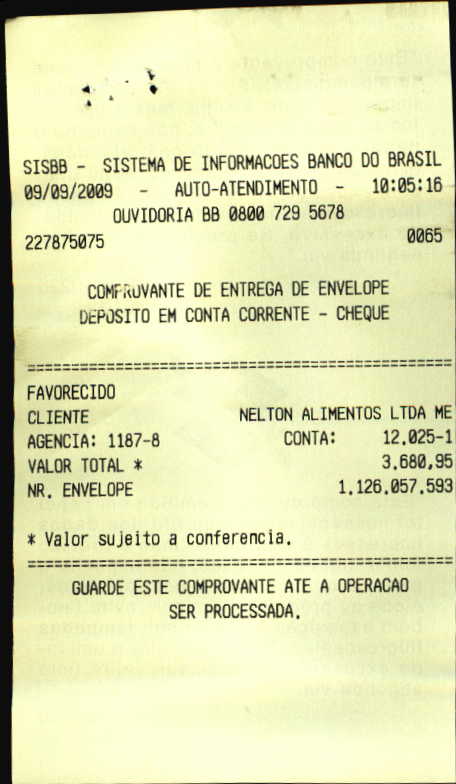 SISBB - SISTEMA DE INFORMACOES BANCO DO BRASIL
09/09/2009 - AUTO-ATENDIMENTO - 10:05:16
OUVIDORIA BB 0800 729 5678
227875075 0065
COMPROVANTE DE ENTREGA DE ENVELOPE
DEPOSITO EM CONTA CORRENTE - CHEQUE
================================================
FAVORECIDO
CLIENTE NELTON ALIMENTOS LTDA ME
AGENCIA: 1187-8 CONTA: 12.025-1
VALOR TOTAL * 3.680,95
NR. ENVELOPE 1.126.057.593
* Valor sujeito a conferencia.
================================================
GUARDE ESTE COMPROVANTE ATE A OPERACAO
SER PROCESSADA.